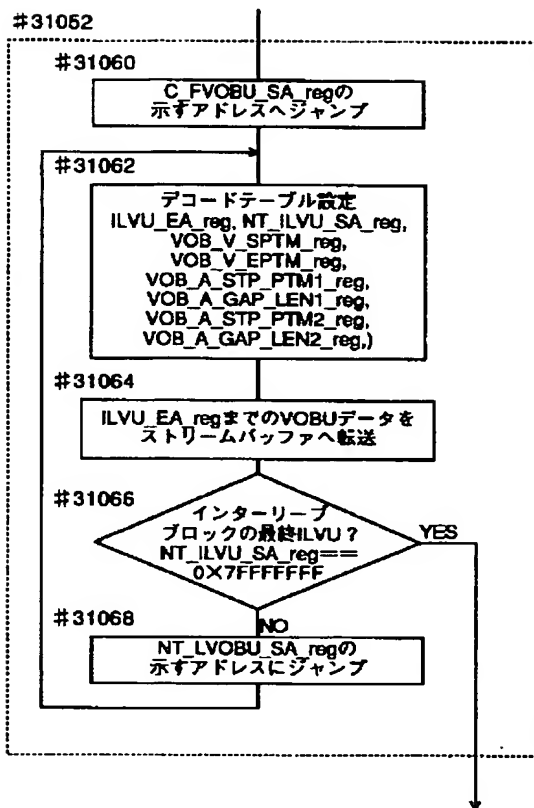 #31052
#31060
C_FVOBU_SA_regの
示すアドレスへジャンプ
#31062
デコードテーブル設定
ILVU_EA_reg, NT_ILVU_SA_reg,
VOB_V_SPTM_reg,
VOB_V_EPTM_reg,
VOB_A_STP_PTM1_reg,
VOB_A_GAP_LEN1_reg,
VOB_A_STP_PTM2_reg,
VOB_A_GAP_LEN2_reg,)
#31064
ILVU_EA_regまでのVOBUデータを
ストリームバッファへ転送
#31066
インターリーブ
ブロックの最終ILVU?
NT_ILVU_SA_reg==
0×7FFFFFFF
YES
NO
#31068
NT_LVOBU_SA_regの
示すアドレスにジャンプ